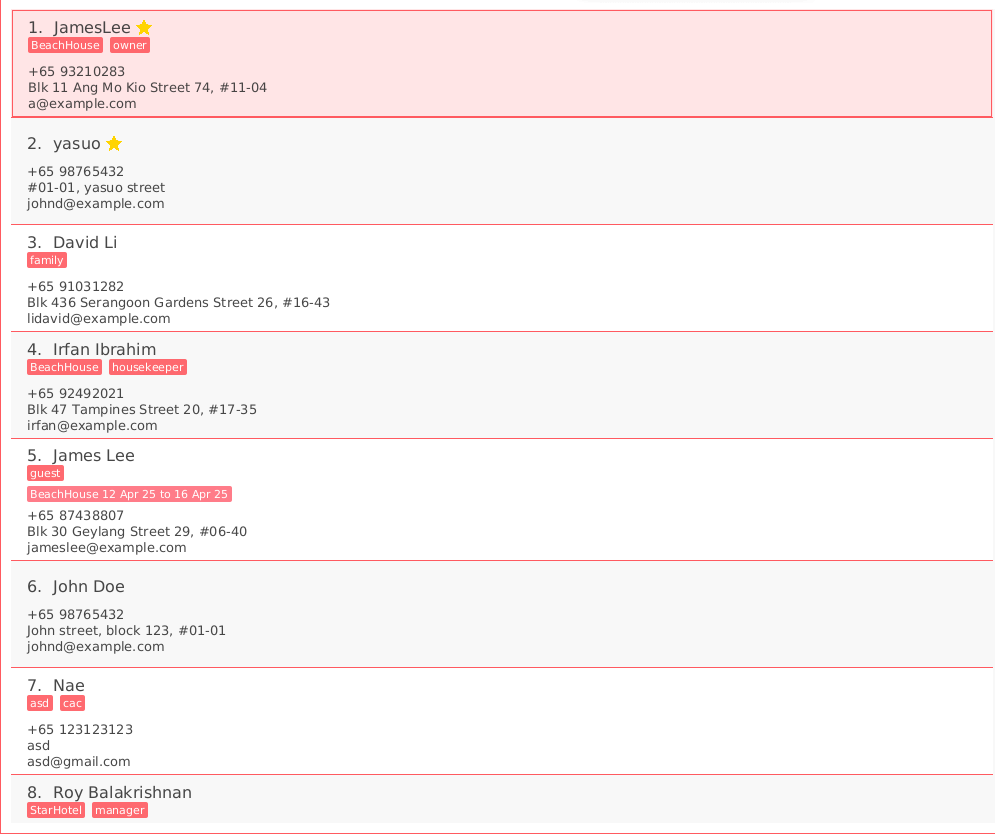 1. JamesLee
BeachHouse owner
+65 93210283
Blk 11 Ang Mo Kio Street 74, #11-04
a@example.com
2. yasuo
+65 98765432
#01-01, yasuo street
johnd@example.com
3. David Li
family
+65 91031282
Blk 436 Serangoon Gardens Street 26, #16-43
lidavid@example.com
4. Irfan Ibrahim
BeachHouse housekeeper
+65 92492021
Blk 47 Tampines Street 20, #17-35
irfan@example.com
5. James Lee
guest
BeachHouse 12 Apr 25 to 16 Apr 25
+65 87438807
Blk 30 Geylang Street 29, #06-40
jameslee@example.com
6. John Doe
+65 98765432
John street, block 123, #01-01
johnd@example.com
7. Nae
asd cac
+65 123123123
asd
asd@gmail.com
8. Roy Balakrishnan
StarHotel manager